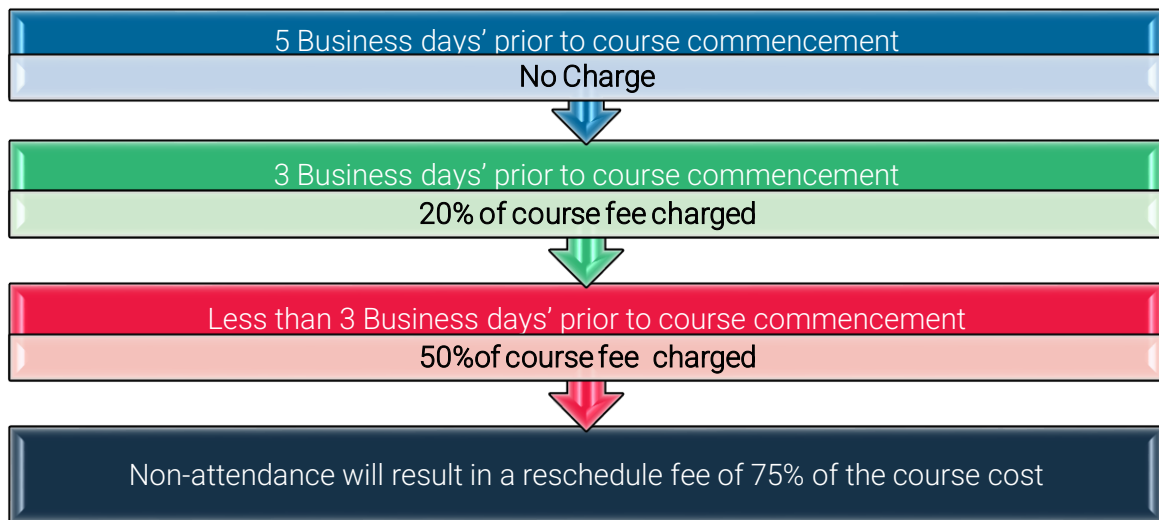 5 Business days’ prior to course commencement
No Charge
3 Business days’ prior to course commencement
20% of course fee charged
Less than 3 Business days’ prior to course commencement
50%of course fee  charged
Non-attendance will result in a reschedule fee of 75% of the course cost